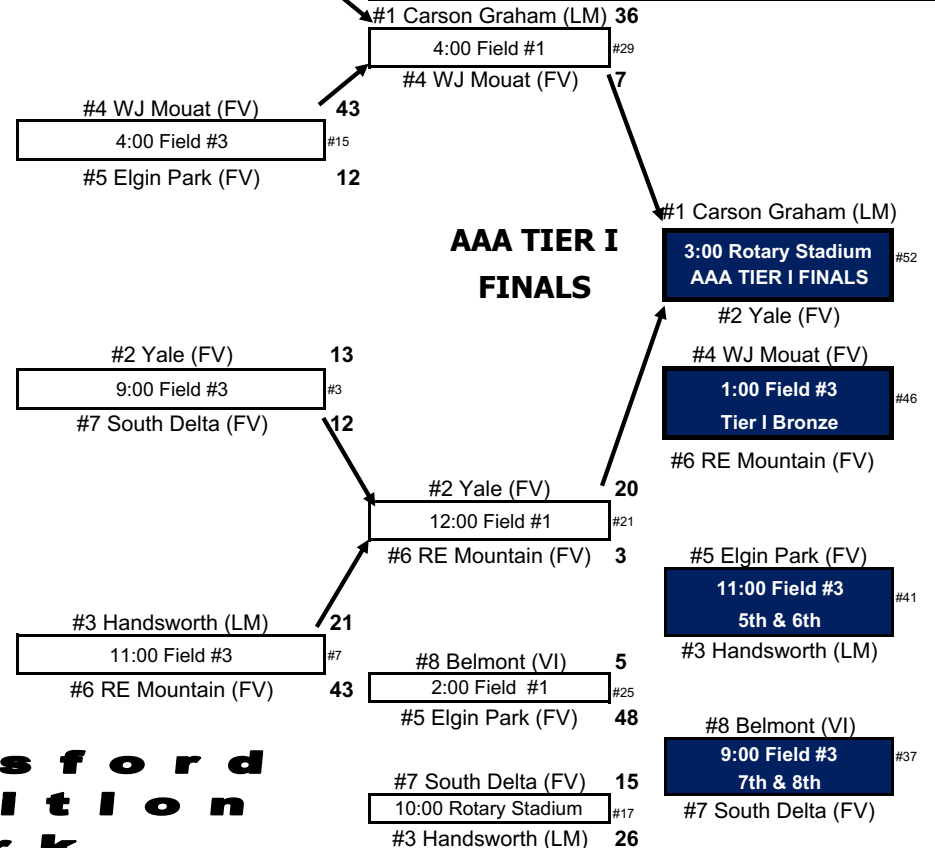 #1 Carson Graham (LM) 36
4:00 Field #1 #29
#4 WJ Mouat (FV) 7
#4 WJ Mouat (FV) 43
4:00 Field #3 #15
#5 Elgin Park (FV) 12
#1 Carson Graham (LM)
AAA TIER I
FINALS
3:00 Rotary Stadium
AAA TIER I FINALS
#52
#2 Yale (FV)
#2 Yale (FV) 13
9:00 Field #3 #3
#7 South Delta (FV) 12
#4 WJ Mouat (FV)
1:00 Field #3
Tier I Bronze
#46
#6 RE Mountain (FV)
#2 Yale (FV) 20
12:00 Field #1 #21
#6 RE Mountain (FV) 3
#5 Elgin Park (FV)
11:00 Field #3
5th & 6th
#41
#3 Handsworth (LM)
#3 Handsworth (LM) 21
11:00 Field #3 #7
#6 RE Mountain (FV) 43
#8 Belmont (VI) 5
2:00 Field #1 #25
#5 Elgin Park (FV) 48
#8 Belmont (VI)
9:00 Field #3
7th & 8th
#37
#7 South Delta (FV)
#7 South Delta (FV) 15
10:00 Rotary Stadium #17
#3 Handsworth (LM) 26
sford
ltlon